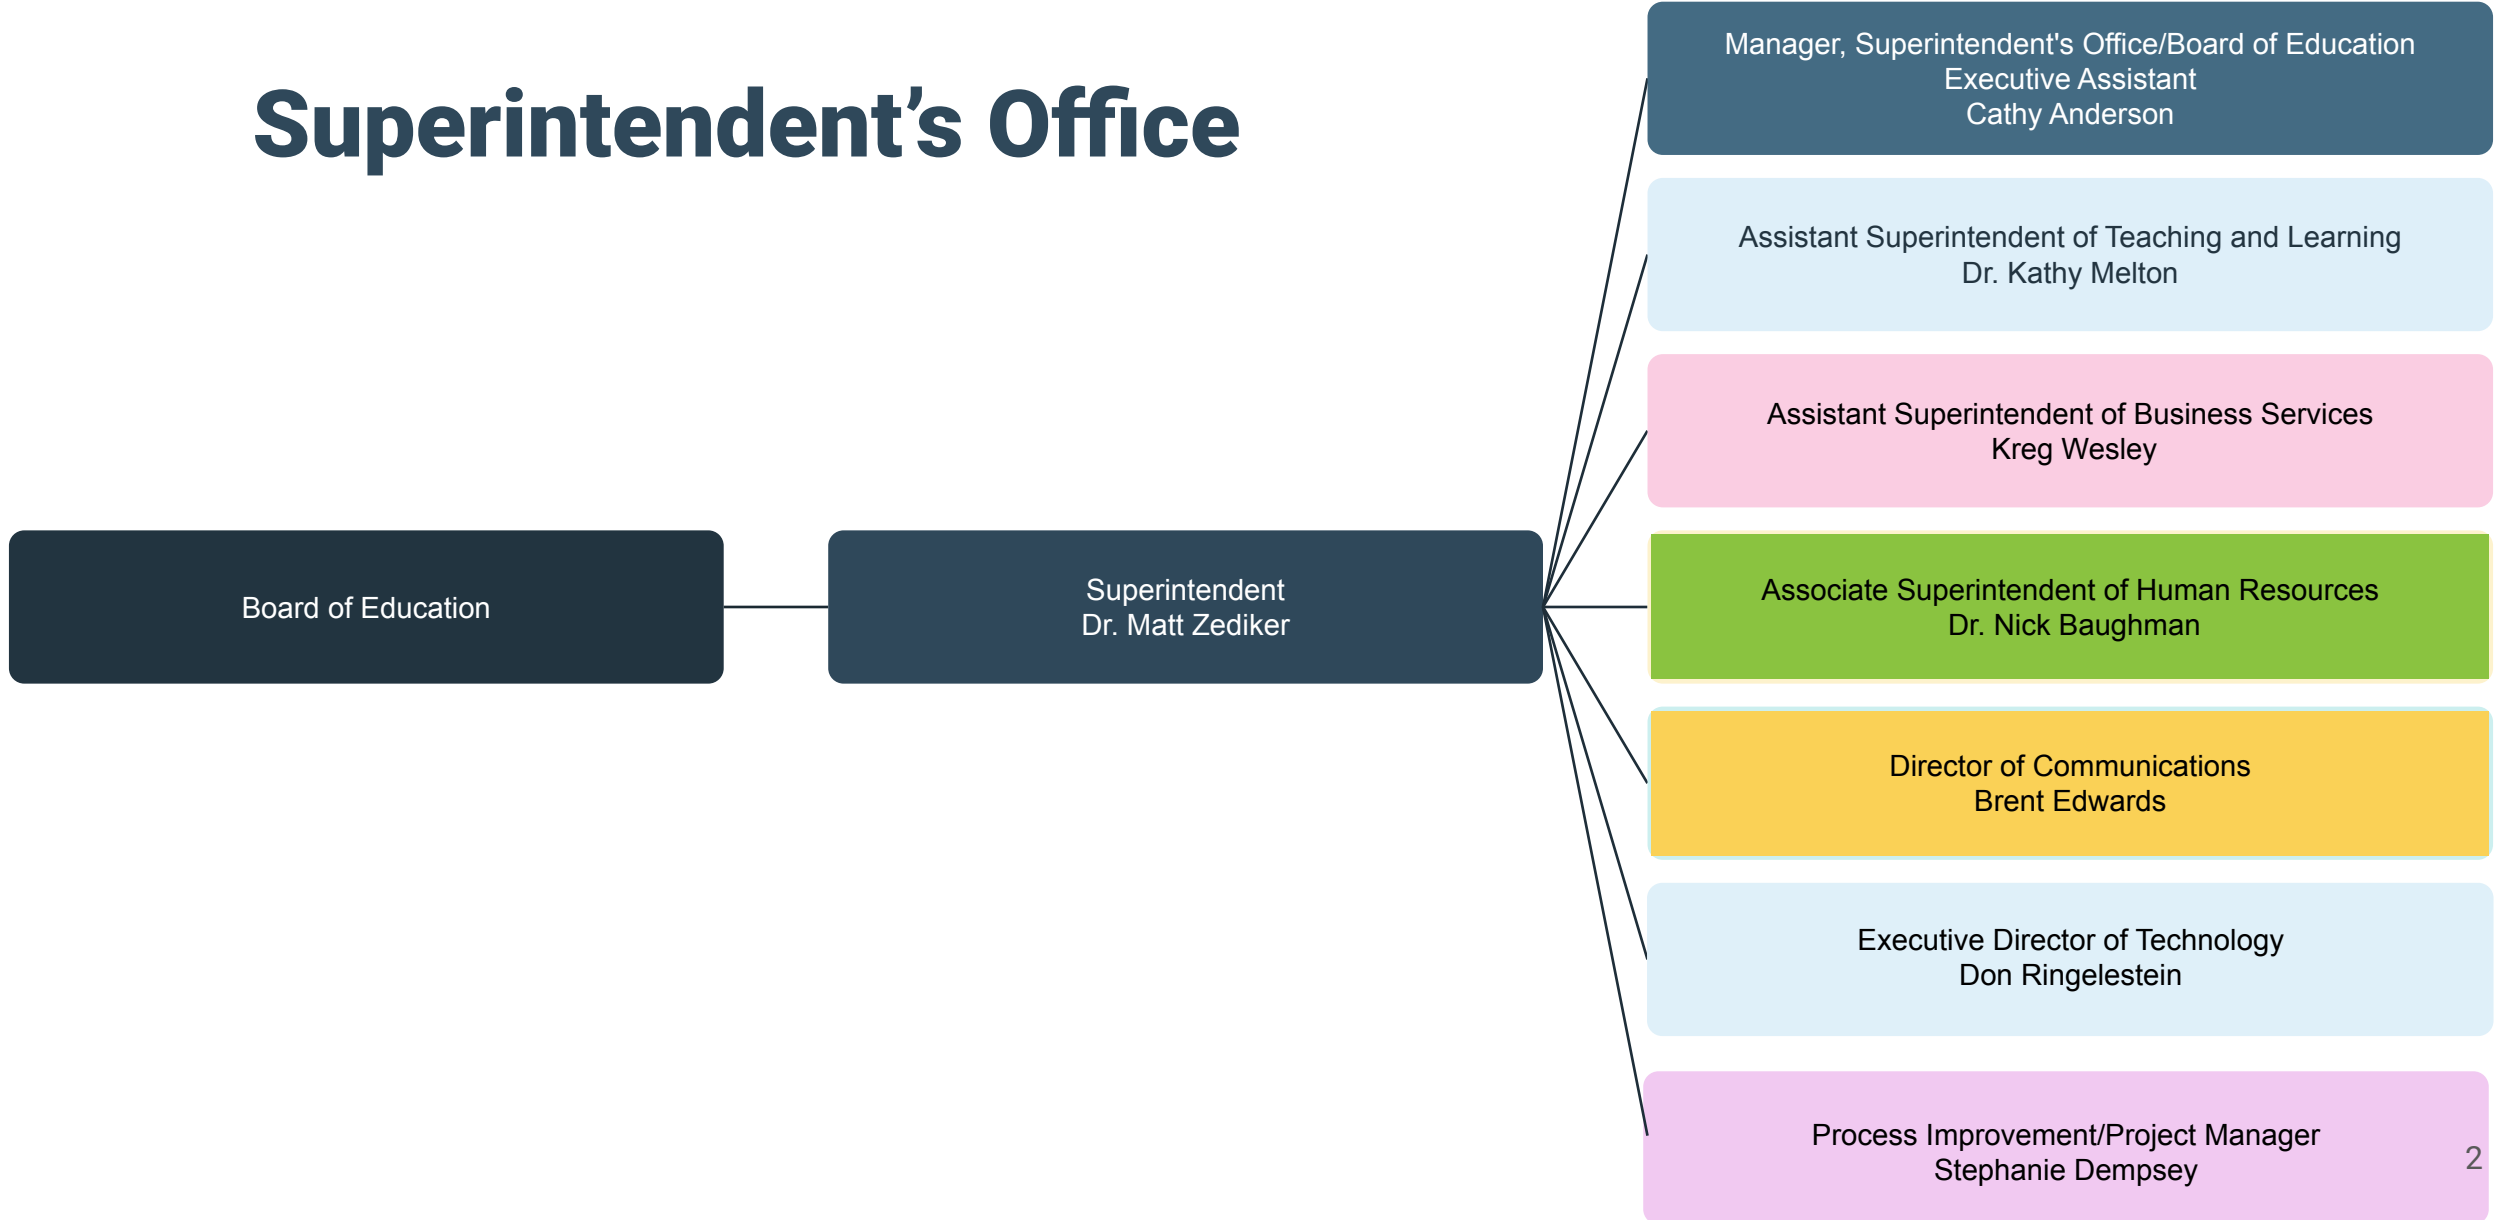 Superintendent’s Office
Board of Education
Superintendent
Dr. Matt Zediker
Manager, Superintendent's Office/Board of Education
Executive Assistant
Cathy Anderson
Assistant Superintendent of Teaching and Learning
Dr. Kathy Melton
Assistant Superintendent of Business Services
Kreg Wesley
Associate Superintendent of Human Resources
Dr. Nick Baughman
Director of Communications
Brent Edwards
Executive Director of Technology
Don Ringelestein
Process Improvement/Project Manager
Stephanie Dempsey
2